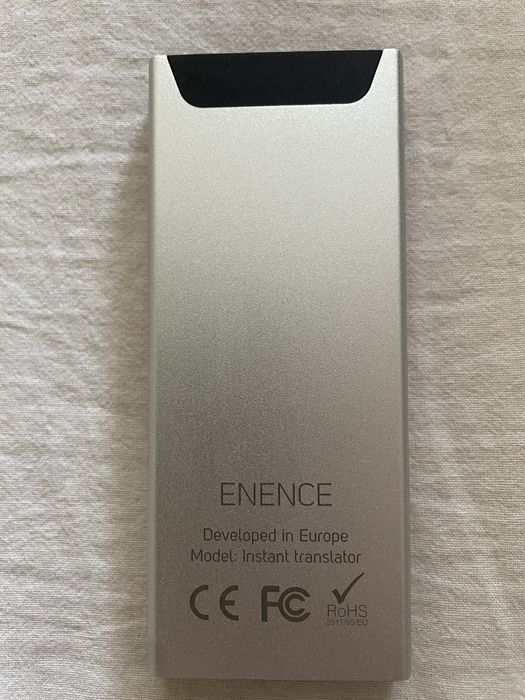 ENENCE
Developed in Europe
Model: Instant translator
CE FC RoHS
2011/65/EU